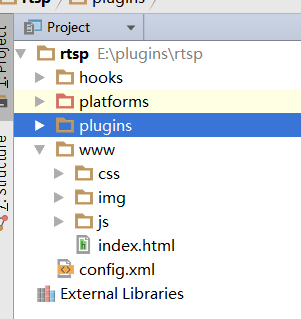 rtsp plugins
1: Project
Project
rtsp E:\plugins\rtsp
hooks
platforms
plugins
www
css
img
js
index.html
config.xml
External Libraries
7: Structure